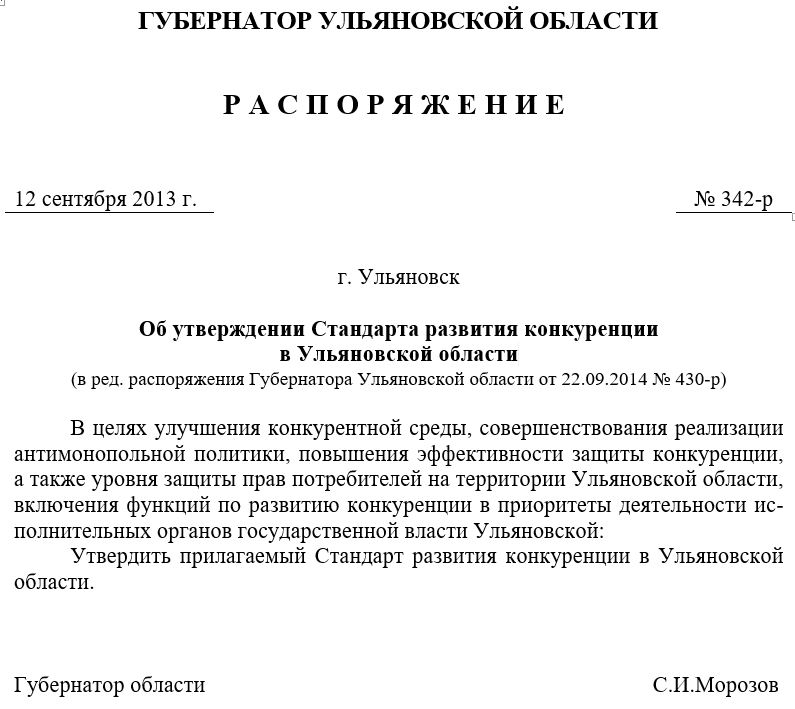 ГУБЕРНАТОР УЛЬЯНОВСКОЙ ОБЛАСТИ
Р А С П О Р Я Ж Е Н И Е
12 сентября 2013 г. № 342-р
г. Ульяновск
Об утверждении Стандарта развития конкуренции
в Ульяновской области
(в ред. распоряжения Губернатора Ульяновской области от 22.09.2014 № 430-р)
В целях улучшения конкурентной среды, совершенствования реализации
антимонопольной политики, повышения эффективности защиты конкуренции,
а также уровня защиты прав потребителей на территории Ульяновской области,
включения функций по развитию конкуренции в приоритеты деятельности ис-
полнительных органов государственной власти Ульяновской:
Утвердить прилагаемый Стандарт развития конкуренции в Ульяновской
области.
Губернатор области С.И.Морозов